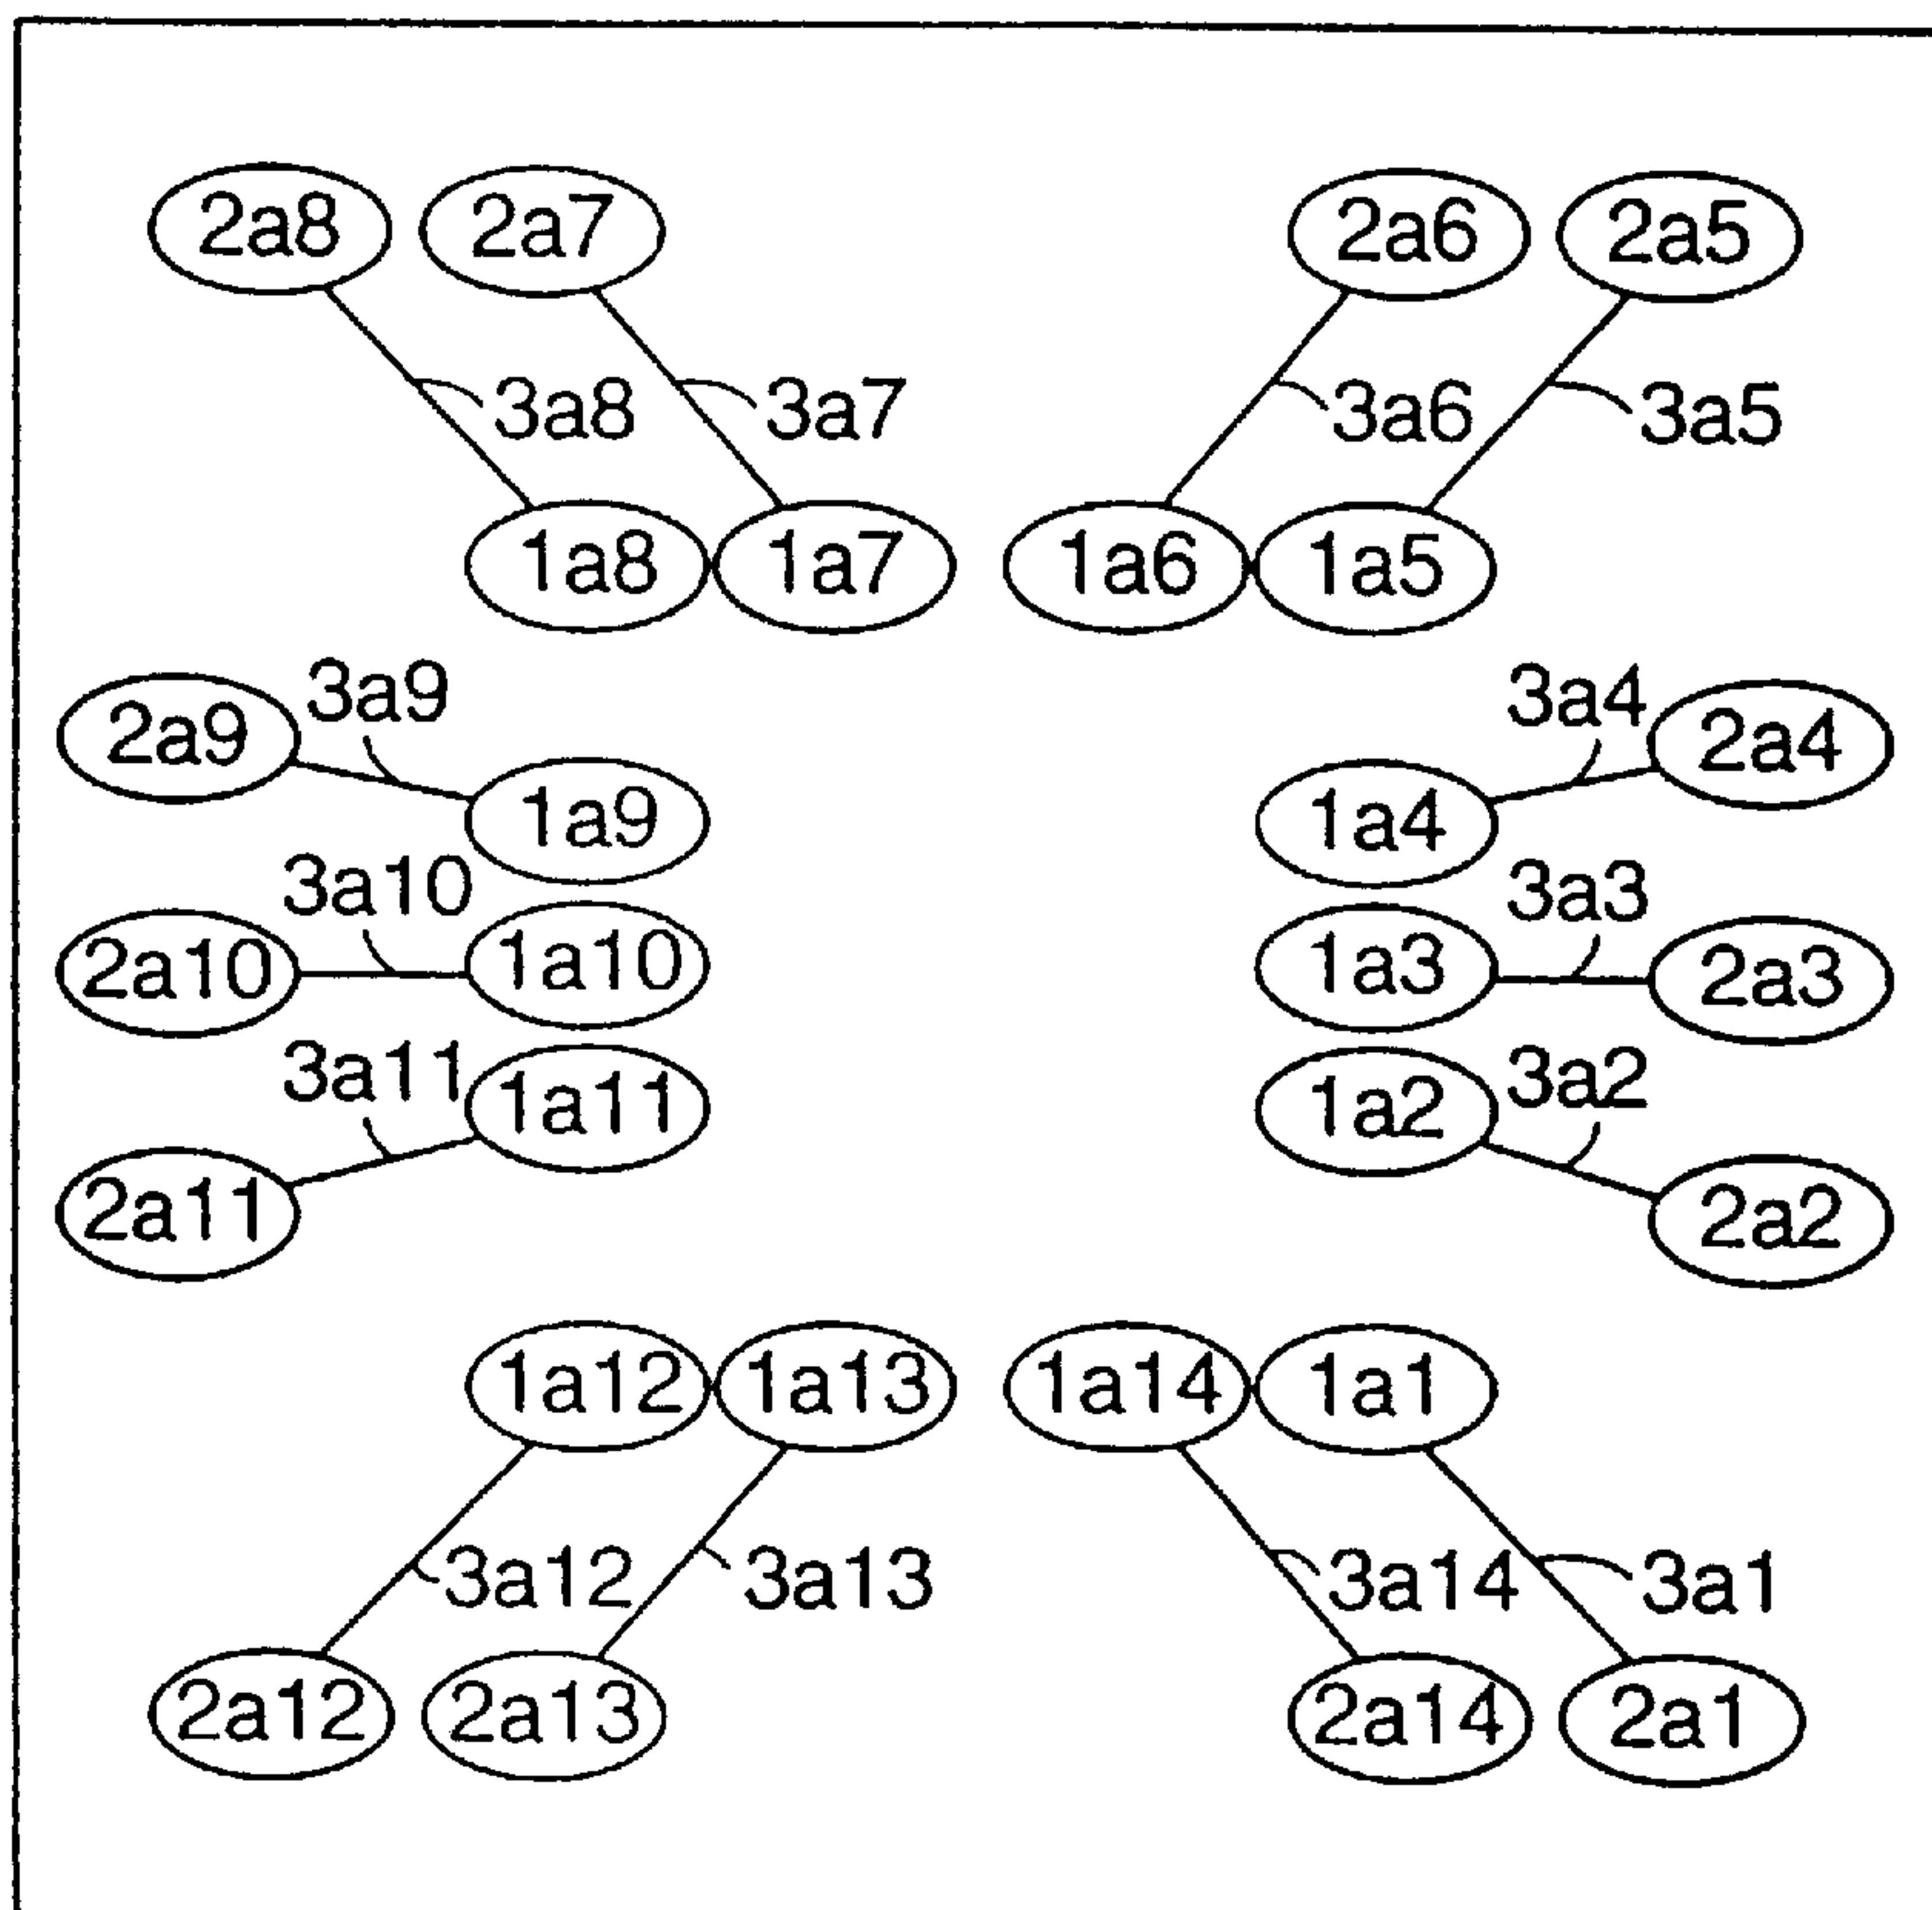 2a8 2a7 2a6 2a5
3a8 3a7 3a6 3a5
1a8 1a7 1a6 1a5
3a9 3a4
2a9 2a4
1a9 1a4
3a10 3a3
2a10 1a10 1a3 2a3
3a11 3a2
1a11 1a2
2a11 2a2
1a12 1a13 1a14 1a1
3a12 3a13 3a14 3a1
2a12 2a13 2a14 2a1